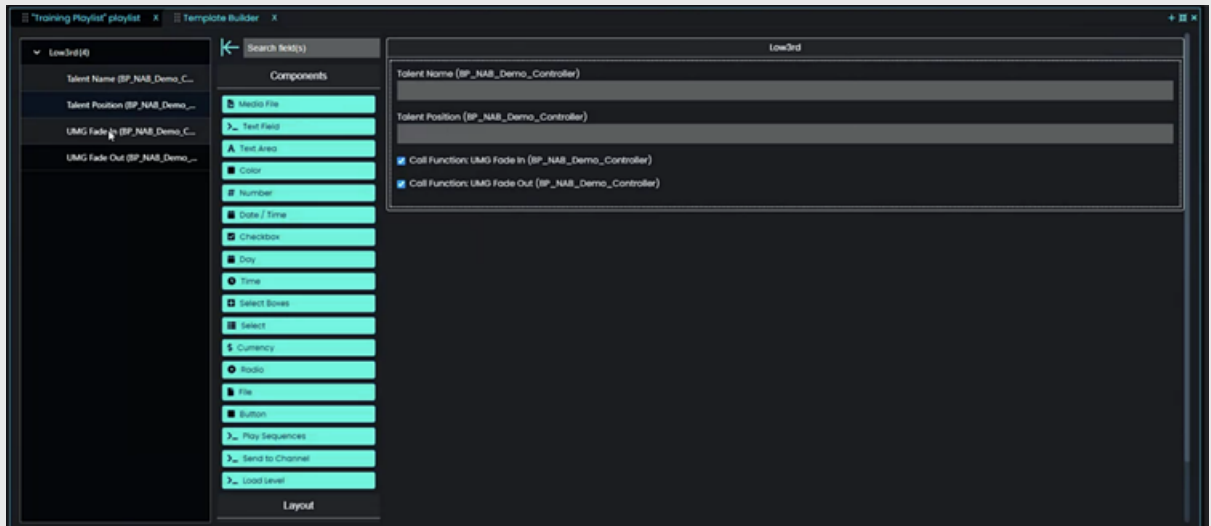 "Training Playlist" playlist X Template Builder X
Low3rd(4)
Talent Name (BP_NAB_Demo_C...
Talent Position (BP_NAB_Demo_...
UMG Fade In (BP_NAB_Demo_C...
UMG Fade Out (BP_NAB_Demo_...
Search field(s)
Components
Media File
Text Field
Text Area
Color
Number
Date / Time
Checkbox
Day
Time
Select Boxes
Select
Currency
Radio
File
Button
Play Sequences
Send to Channel
Load Level
Layout
Low3rd
Talent Name (BP_NAB_Demo_Controller)
Talent Position (BP_NAB_Demo_Controller)
Call Function: UMG Fade In (BP_NAB_Demo_Controller)
Call Function: UMG Fade Out (BP_NAB_Demo_Controller)